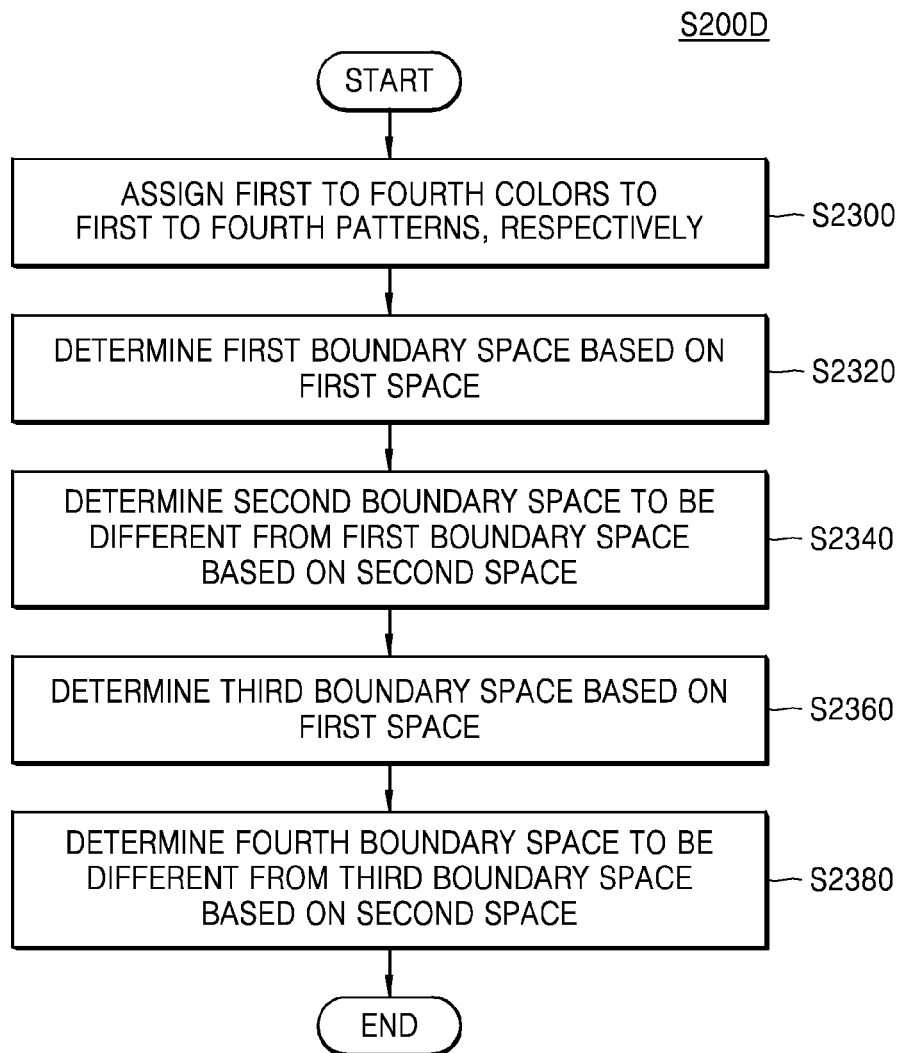 S200D
START
ASSIGN FIRST TO FOURTH COLORS TO
FIRST TO FOURTH PATTERNS, RESPECTIVELY
S2300
DETERMINE FIRST BOUNDARY SPACE BASED ON
FIRST SPACE
S2320
DETERMINE SECOND BOUNDARY SPACE TO BE
DIFFERENT FROM FIRST BOUNDARY SPACE
BASED ON SECOND SPACE
S2340
DETERMINE THIRD BOUNDARY SPACE BASED ON
FIRST SPACE
S2360
DETERMINE FOURTH BOUNDARY SPACE TO BE
DIFFERENT FROM THIRD BOUNDARY SPACE
BASED ON SECOND SPACE
S2380
END